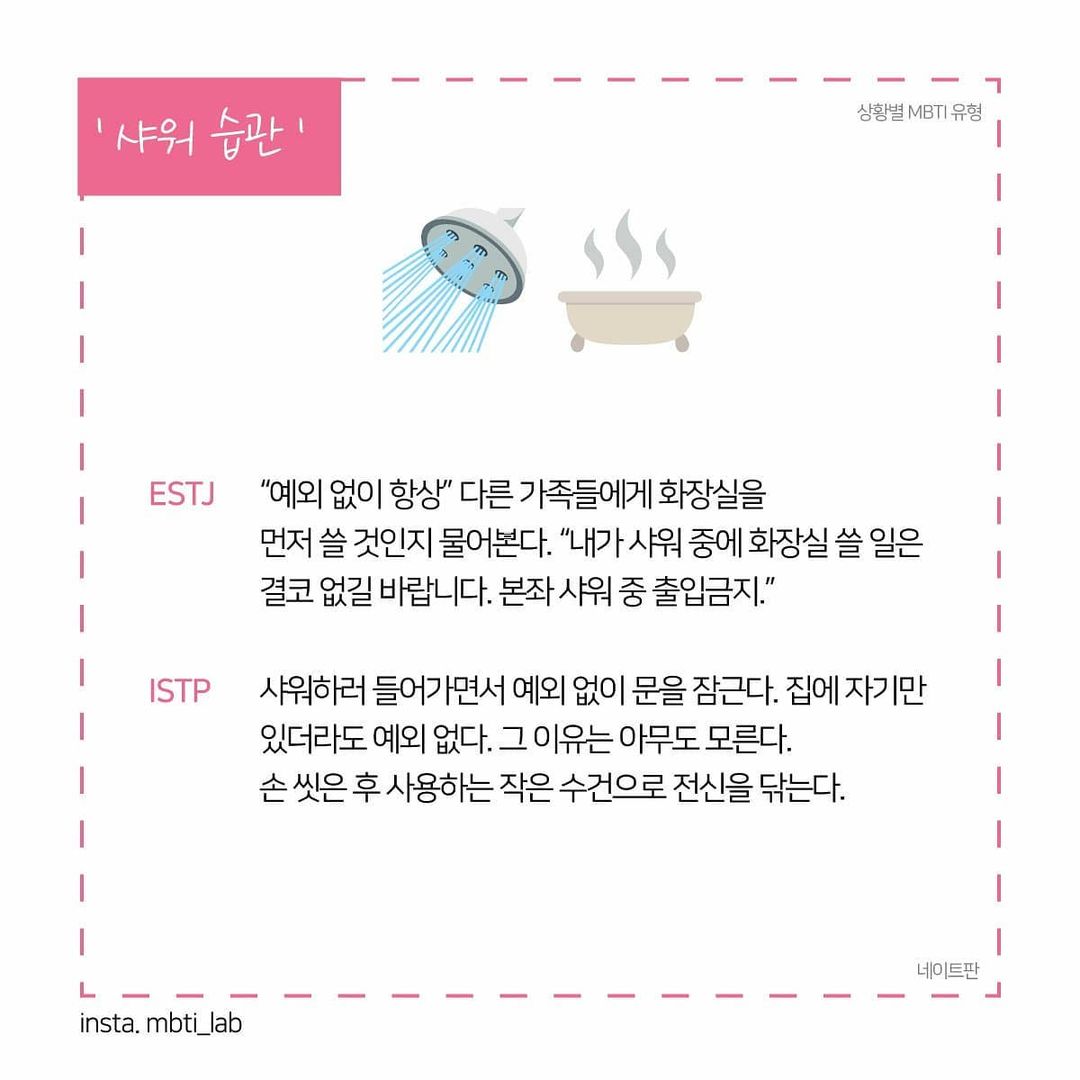 ' 샤워 습관 '
상황별 MBTI 유형
ESTJ “예외 없이 항상” 다른 가족들에게 화장실을
먼저 쓸 것인지 물어본다. “내가 샤워 중에 화장실 쓸 일은
결코 없길 바랍니다. 본좌 샤워 중 출입금지.”
ISTP 샤워하러 들어가면서 예외 없이 문을 잠근다. 집에 자기만
있더라도 예외 없다. 그 이유는 아무도 모른다.
손 씻은 후 사용하는 작은 수건으로 전신을 닦는다.
네이트판
insta. mbti_lab